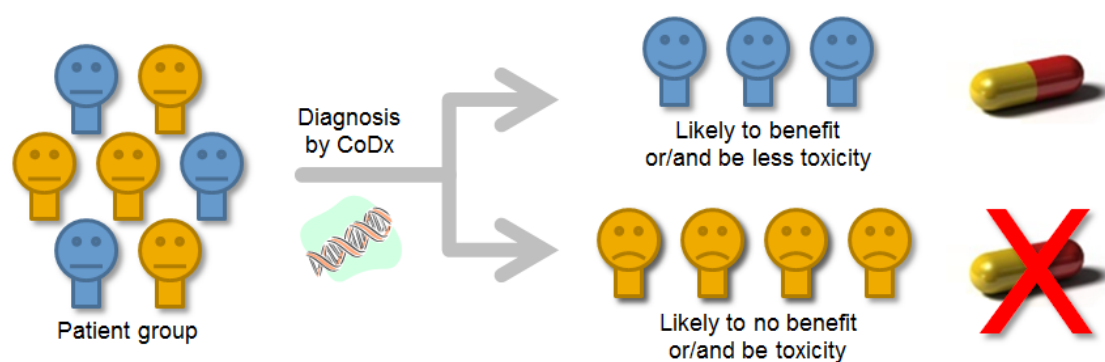 Patient group
Diagnosis
by CoDx
Likely to benefit
or/and be less toxicity
Likely to no benefit
or/and be toxicity